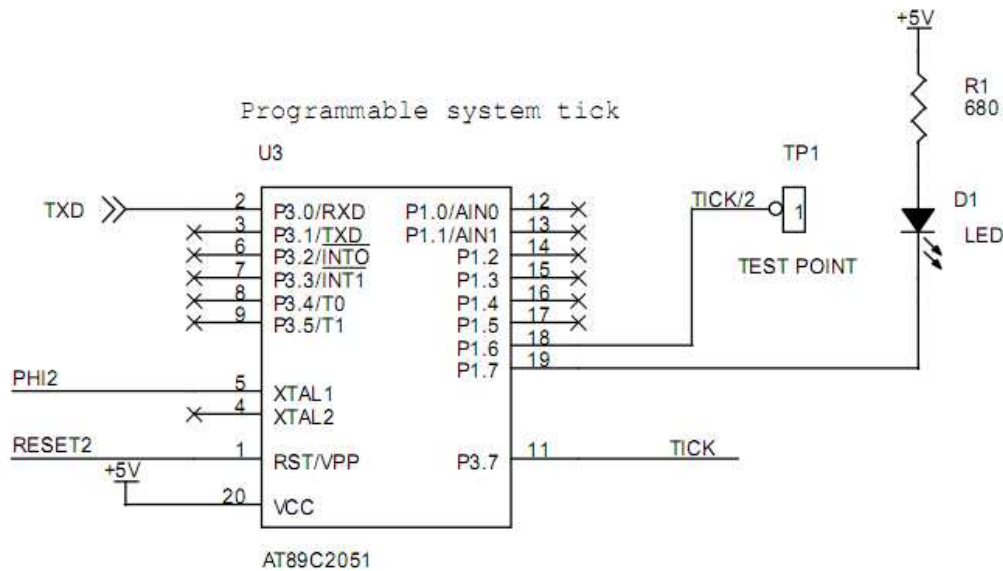 +5V
R1
680
Programmable system tick
U3
TP1
TXD
2
P3.0/RXD
P1.0/AIN0
12
TICK/2
1
D1
3
P3.1/TXD
P1.1/AIN1
13
LED
6
P3.2/INTO
P1.2
14
TEST POINT
7
P3.3/INT1
P1.3
15
8
P3.4/T0
P1.4
16
9
P3.5/T1
P1.5
17
P1.6
18
P1.7
19
PHI2
5
XTAL1
4
XTAL2
RESET2
1
RST/VPP
P3.7
11
TICK
+5V
20
VCC
AT89C2051